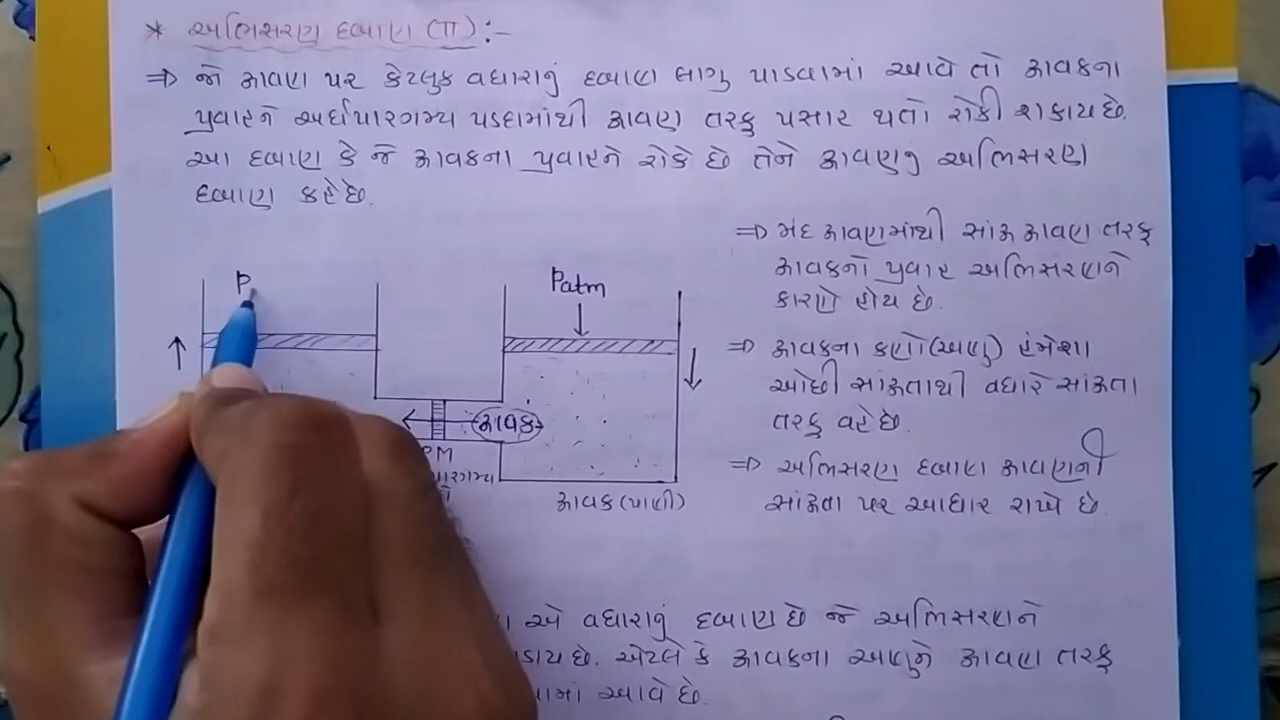 * અભિસરણ દબાણ (π) :-
⇒ જો દ્રાવણ પર કેટલુક વધારાનું દબાણ લાગુ પાડવામાં આવે તો દ્રાવકના
પ્રવાહને અર્ધપારગમ્ય પડદામાંથી દ્રાવણ તરફ પસાર થતો રોકી શકાય છે.
આ દબાણ કે જે દ્રાવકના પ્રવાહને રોકે છે તેને દ્રાવણનું અભિસરણ
દબાણ કહે છે.
⇒ મંદ દ્રાવણમાંથી સાંદ્ર દ્રાવણ તરફ
દ્રાવકનો પ્રવાહ અભિસરણને
કારણે હોય છે.
⇒ દ્રાવકના કણો(અણુ) હંમેશા
ઓછી સાંદ્રતાથી વધારે સાંદ્રતા
તરફ વહે છે.
⇒ અભિસરણ દબાણ દ્રાવણની
સાંદ્રતા પર આધાર રાખે છે.
P
Patm
દ્રાવક
PM
પારગમ્ય
દ્રાવક (પાણી)
એ વધારાનું દબાણ છે જે અભિસરણને
છે. એટલે કે દ્રાવકના અણુને દ્રાવણ તરફ
આવે છે.